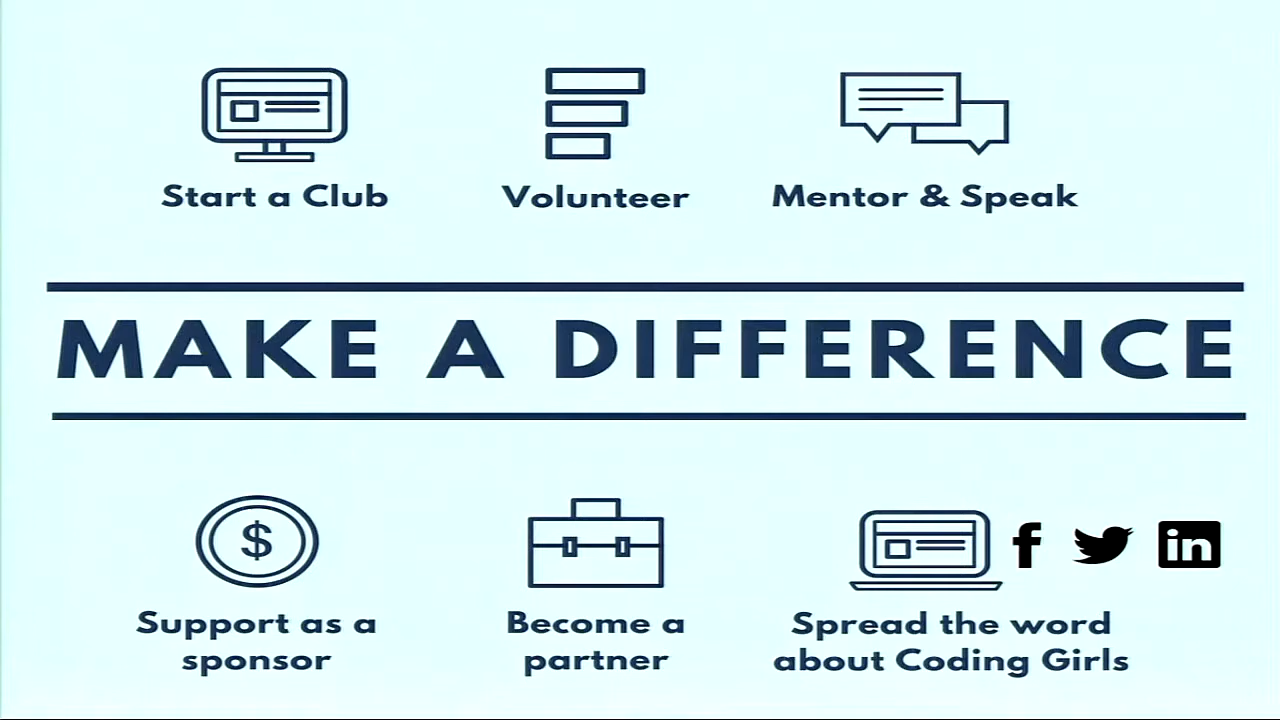 Start a Club
Volunteer
Mentor & Speak
MAKE A DIFFERENCE
$
Support as a
sponsor
Become a
partner
f
in
Spread the word
about Coding Girls